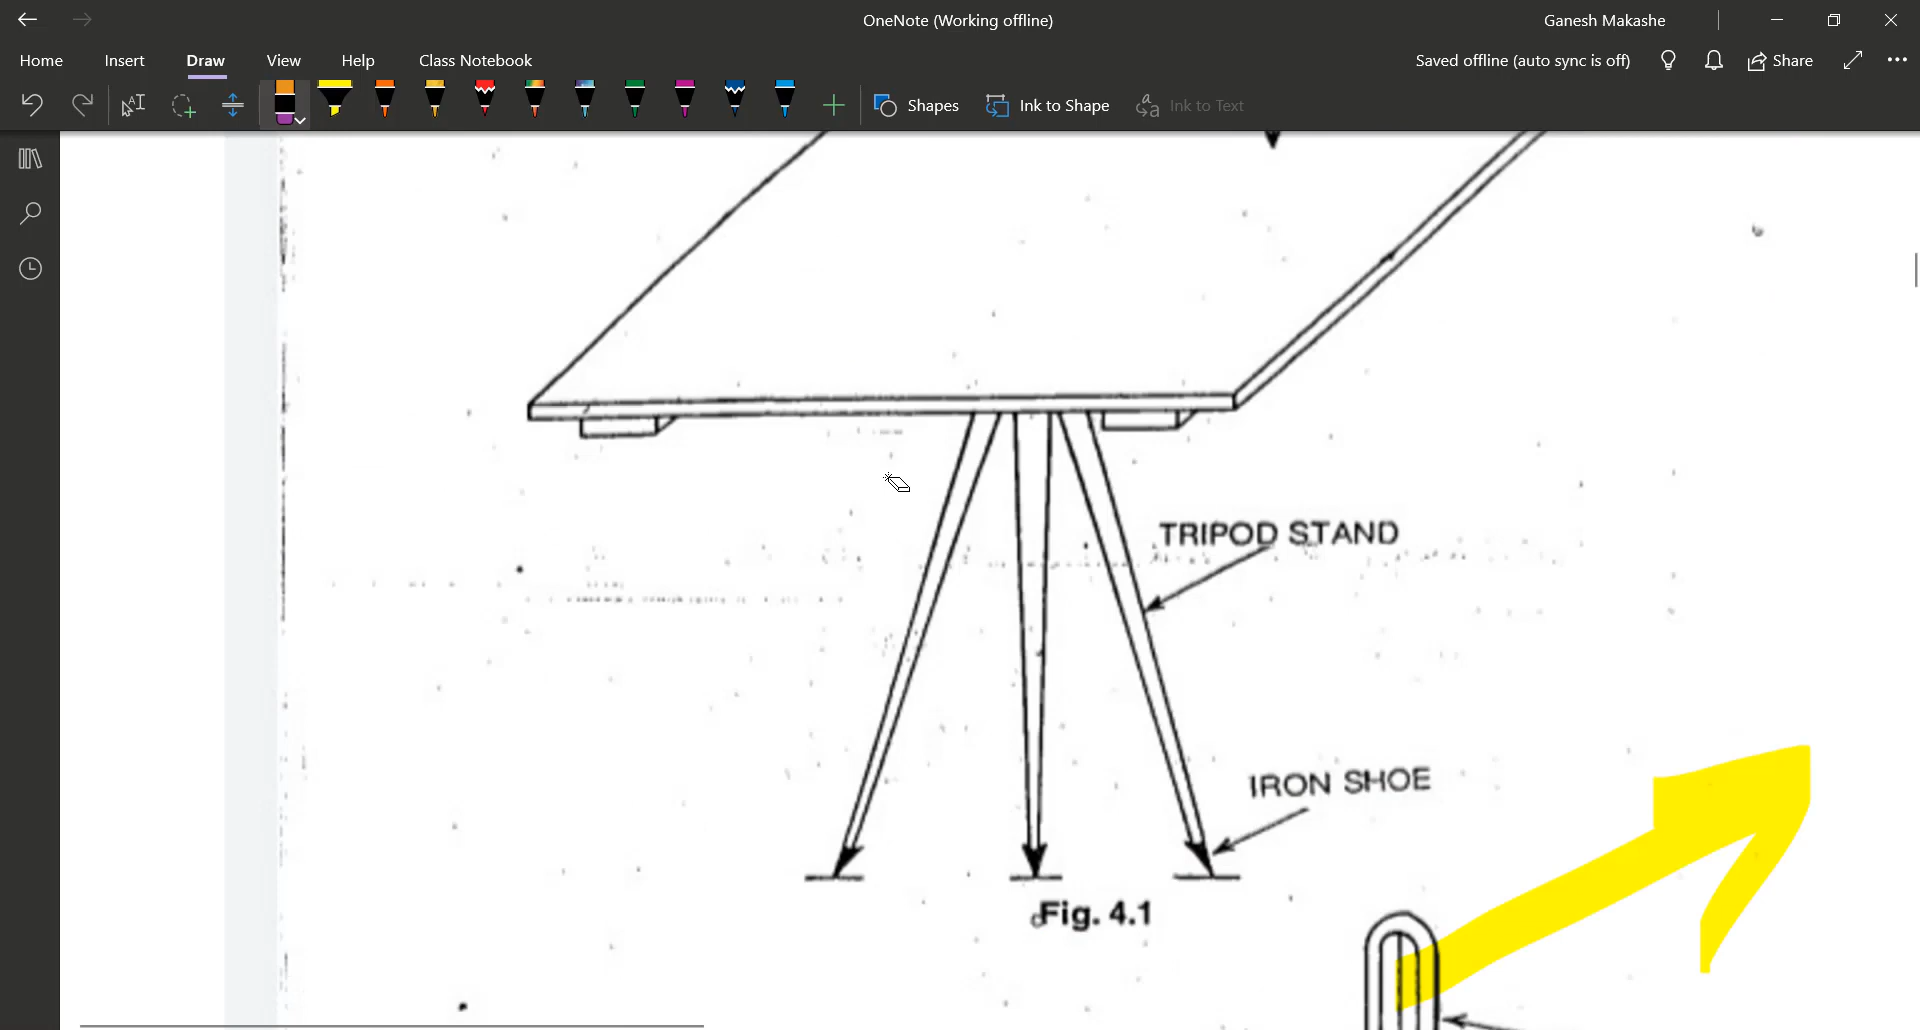 OneNote (Working offline)
Ganesh Makashe
Home Insert Draw View Help Class Notebook
Saved offline (auto sync is off) Share
Shapes Ink to Shape Ink to Text
TRIPOD STAND
IRON SHOE
Fig. 4.1